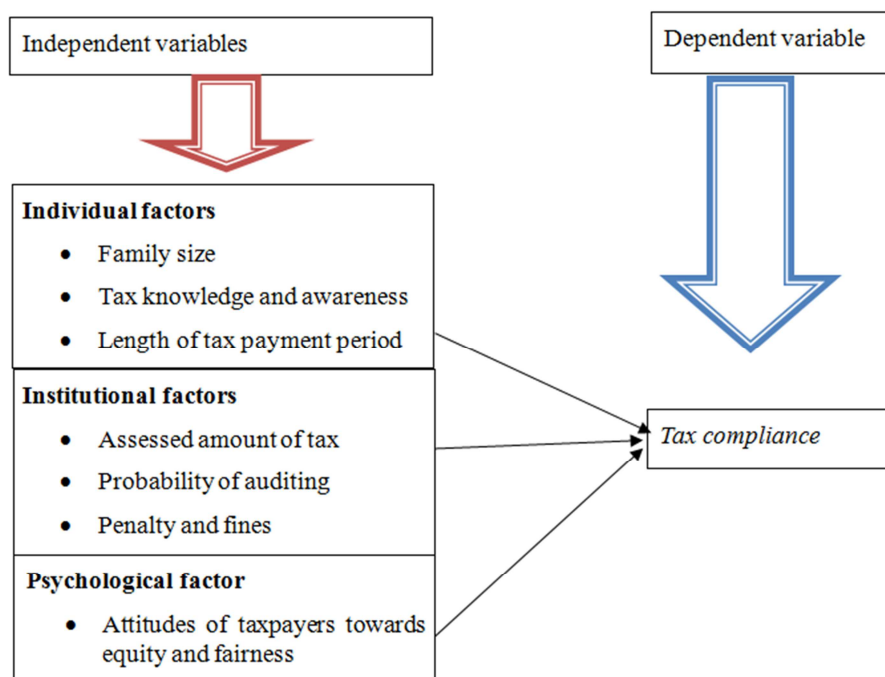 Independent variables
Dependent variable
Individual factors
• Family size
• Tax knowledge and awareness
• Length of tax payment period
Institutional factors
• Assessed amount of tax
• Probability of auditing
• Penalty and fines
Psychological factor
• Attitudes of taxpayers towards
equity and fairness
Tax compliance